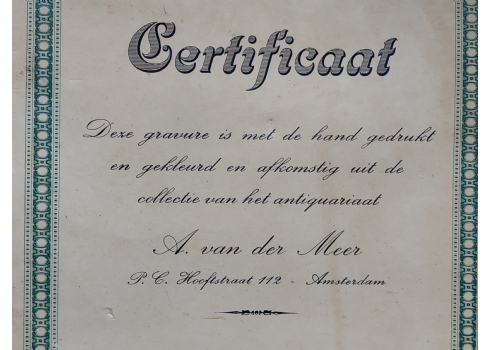 Certificaat
Deze gravure is met de hand gedrukt
en gekleurd en afkomstig uit de
collectie van het antiquariaat
A. van der Meer
P. C. Hooftstraat 112 - Amsterdam